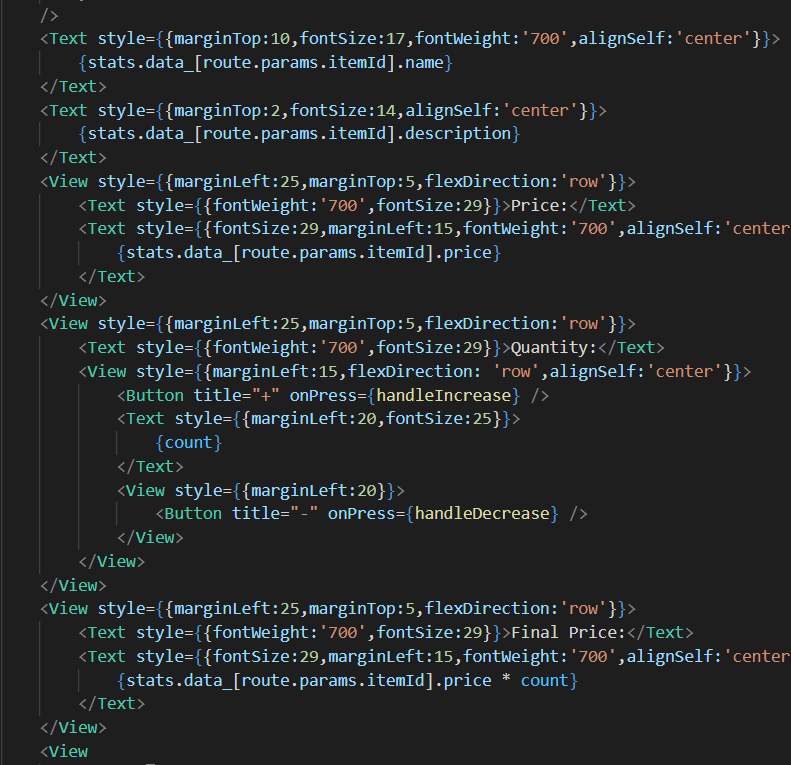 />
<Text style={{marginTop:10,fontSize:17,fontWeight:'700',alignSelf:'center'}}>
{stats.data_[route.params.itemId].name}
</Text>
<Text style={{marginTop:2,fontSize:14,alignSelf:'center'}}>
{stats.data_[route.params.itemId].description}
</Text>
<View style={{marginLeft:25,marginTop:5,flexDirection:'row'}}>
<Text style={{fontWeight:'700',fontSize:29}}>Price:</Text>
<Text style={{fontSize:29,marginLeft:15,fontWeight:'700',alignSelf:'center
{stats.data_[route.params.itemId].price}
</Text>
</View>
<View style={{marginLeft:25,marginTop:5,flexDirection:'row'}}>
<Text style={{fontWeight:'700',fontSize:29}}>Quantity:</Text>
<View style={{marginLeft:15,flexDirection: 'row',alignSelf:'center'}}>
<Button title="+" onPress={handleIncrease} />
<Text style={{marginLeft:20,fontSize:25}}>
{count}
</Text>
<View style={{marginLeft:20}}>
<Button title="-" onPress={handleDecrease} />
</View>
</View>
</View>
<View style={{marginLeft:25,marginTop:5,flexDirection:'row'}}>
<Text style={{fontWeight:'700',fontSize:29}}>Final Price:</Text>
<Text style={{fontSize:29,marginLeft:15,fontWeight:'700',alignSelf:'center
{stats.data_[route.params.itemId].price * count}
</Text>
</View>
<View